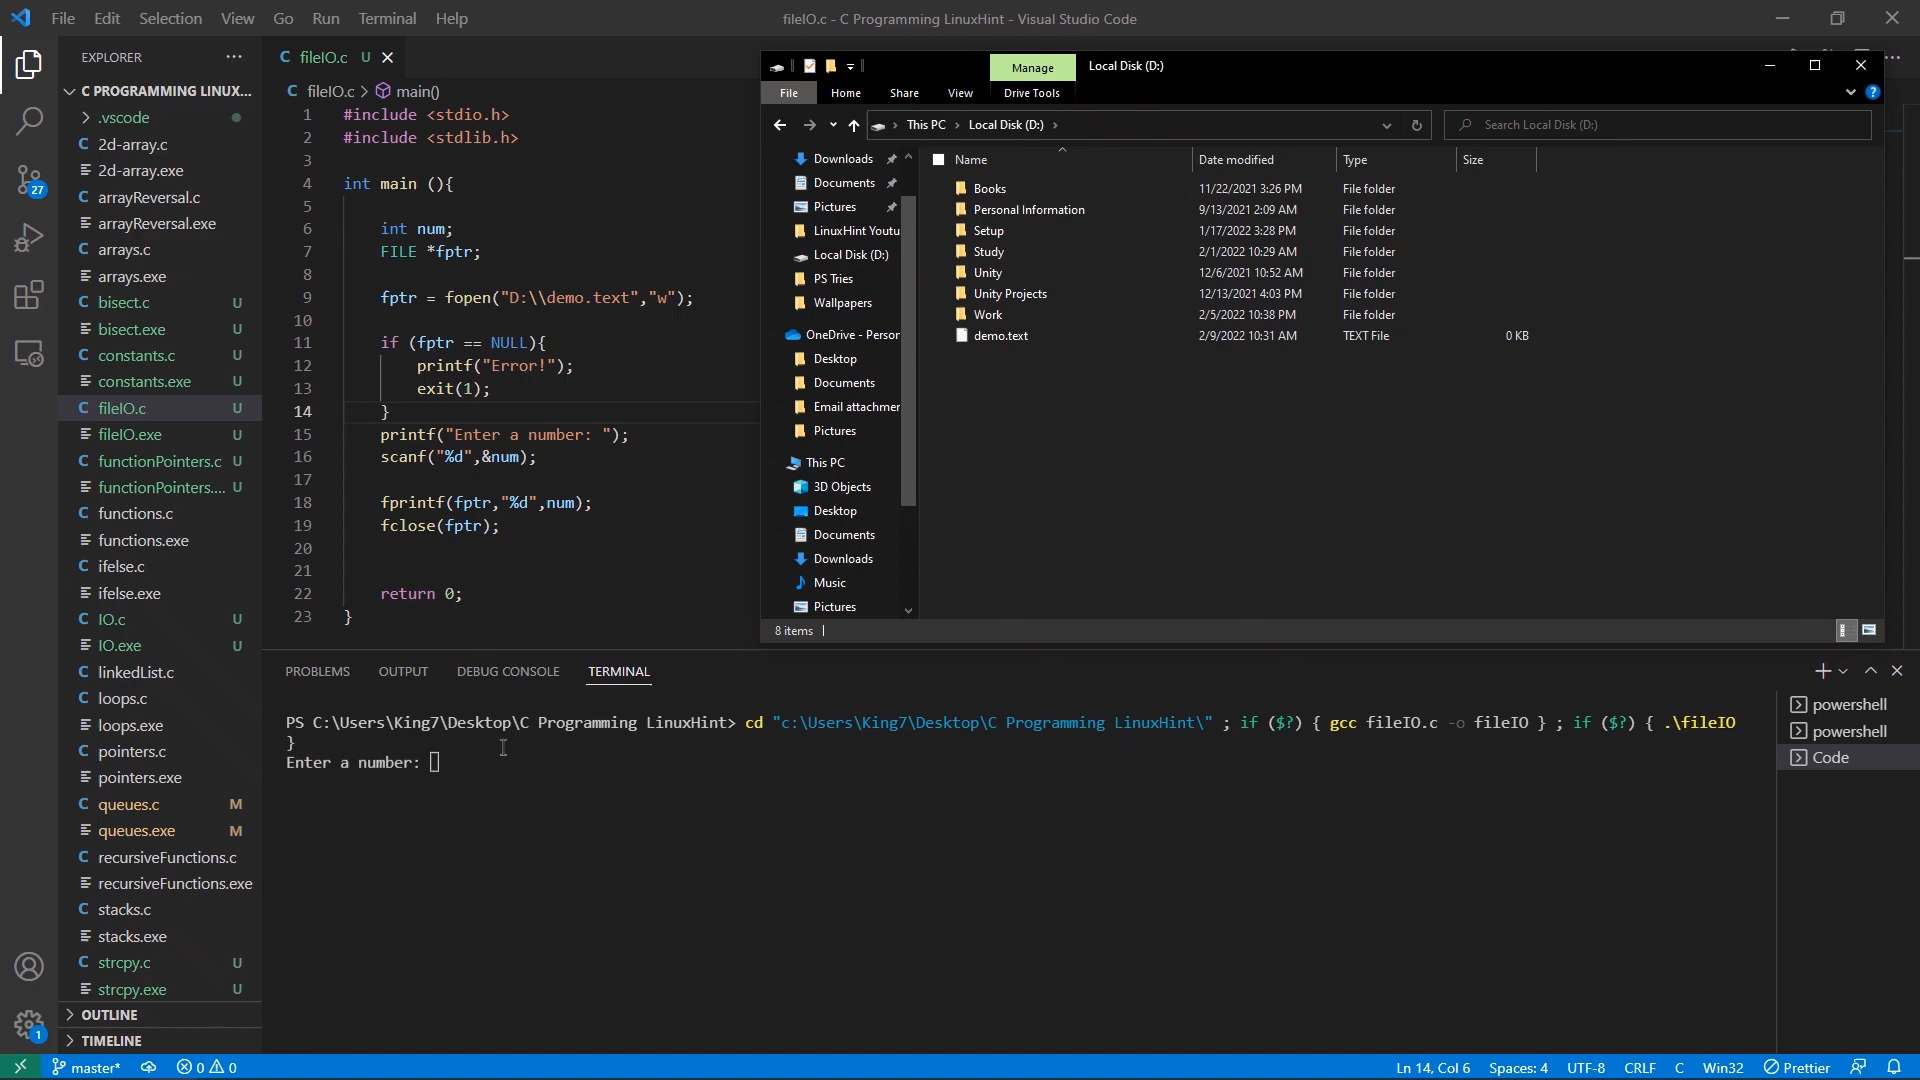 File Edit Selection View Go Run Terminal Help
fileIO.c - C Programming LinuxHint - Visual Studio Code
EXPLORER
C PROGRAMMING LINUX...
.vscode
2d-array.c
2d-array.exe
arrayReversal.c
arrayReversal.exe
arrays.c
arrays.exe
bisect.c U
bisect.exe U
constants.c U
constants.exe U
fileIO.c U
fileIO.exe U
functionPointers.c U
functionPointers.... U
functions.c
functions.exe
ifelse.c
ifelse.exe
IO.c U
IO.exe U
linkedList.c
loops.c
loops.exe
pointers.c
pointers.exe
queues.c M
queues.exe M
recursiveFunctions.c
recursiveFunctions.exe
stacks.c
stacks.exe
strcpy.c U
strcpy.exe U
OUTLINE
TIMELINE
27
1
C fileIO.c U
C fileIO.c > main()
1 #include <stdio.h>
2 #include <stdlib.h>
3
4 int main (){
5
6 int num;
7 FILE *fptr;
8
9 fptr = fopen("D:\\demo.text","w");
10
11 if (fptr == NULL){
12 printf("Error!");
13 exit(1);
14 }
15 printf("Enter a number: ");
16 scanf("%d",&num);
17
18 fprintf(fptr,"%d",num);
19 fclose(fptr);
20
21
22 return 0;
23 }
Manage Local Disk (D:)
File Home Share View Drive Tools
This PC > Local Disk (D:) >
Search Local Disk (D:)
Downloads
Documents
Pictures
LinuxHint Youtu
Local Disk (D:)
PS Tries
Wallpapers
OneDrive - Person
Desktop
Documents
Email attachmer
Pictures
This PC
3D Objects
Desktop
Documents
Downloads
Music
Pictures
Name Date modified Type Size
Books 11/22/2021 3:26 PM File folder
Personal Information 9/13/2021 2:09 AM File folder
Setup 1/17/2022 3:28 PM File folder
Study 2/1/2022 10:29 AM File folder
Unity 12/6/2021 10:52 AM File folder
Unity Projects 12/13/2021 4:03 PM File folder
Work 2/5/2022 10:38 PM File folder
demo.text 2/9/2022 10:31 AM TEXT File 0 KB
8 items
PROBLEMS OUTPUT DEBUG CONSOLE TERMINAL
PS C:\Users\King7\Desktop\C Programming LinuxHint> cd "c:\Users\King7\Desktop\C Programming LinuxHint\" ; if ($?) { gcc fileIO.c -o fileIO } ; if ($?) { .\fileIO
}
Enter a number:
powershell
powershell
Code
master* 0 0 Ln 14, Col 6 Spaces: 4 UTF-8 CRLF C Win32 Prettier